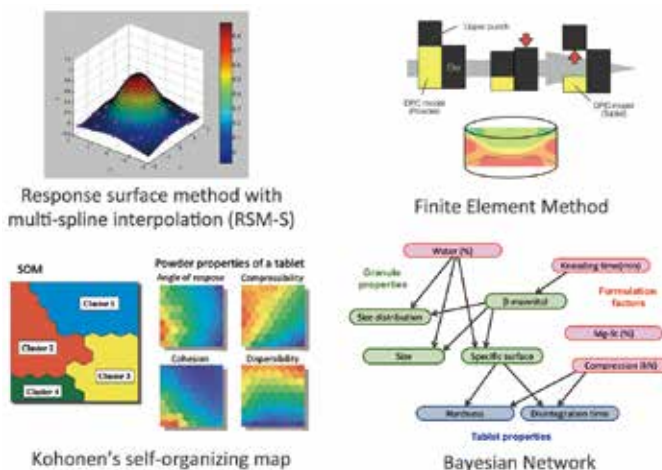 Upper punch
Die
DPC model
(Powder)
DPC model
(Tablet)
Response surface method with
multi-spline interpolation (RSM-S)
Finite Element Method
SOM
Cluster 1
Cluster 2
Cluster 3
Cluster 4
Powder properties of a tablet
Angle of respose
Compressibility
Cohesion
Dispersibility
Water (%)
Kneading time(min)
Granule
properties
Formulation
factors
Size distribution
Mg-St (%)
Size
Specific surface
Compression (kN)
Hardness
Disintegration time
Tablet properties
Kohonen's self-organizing map
Bayesian Network